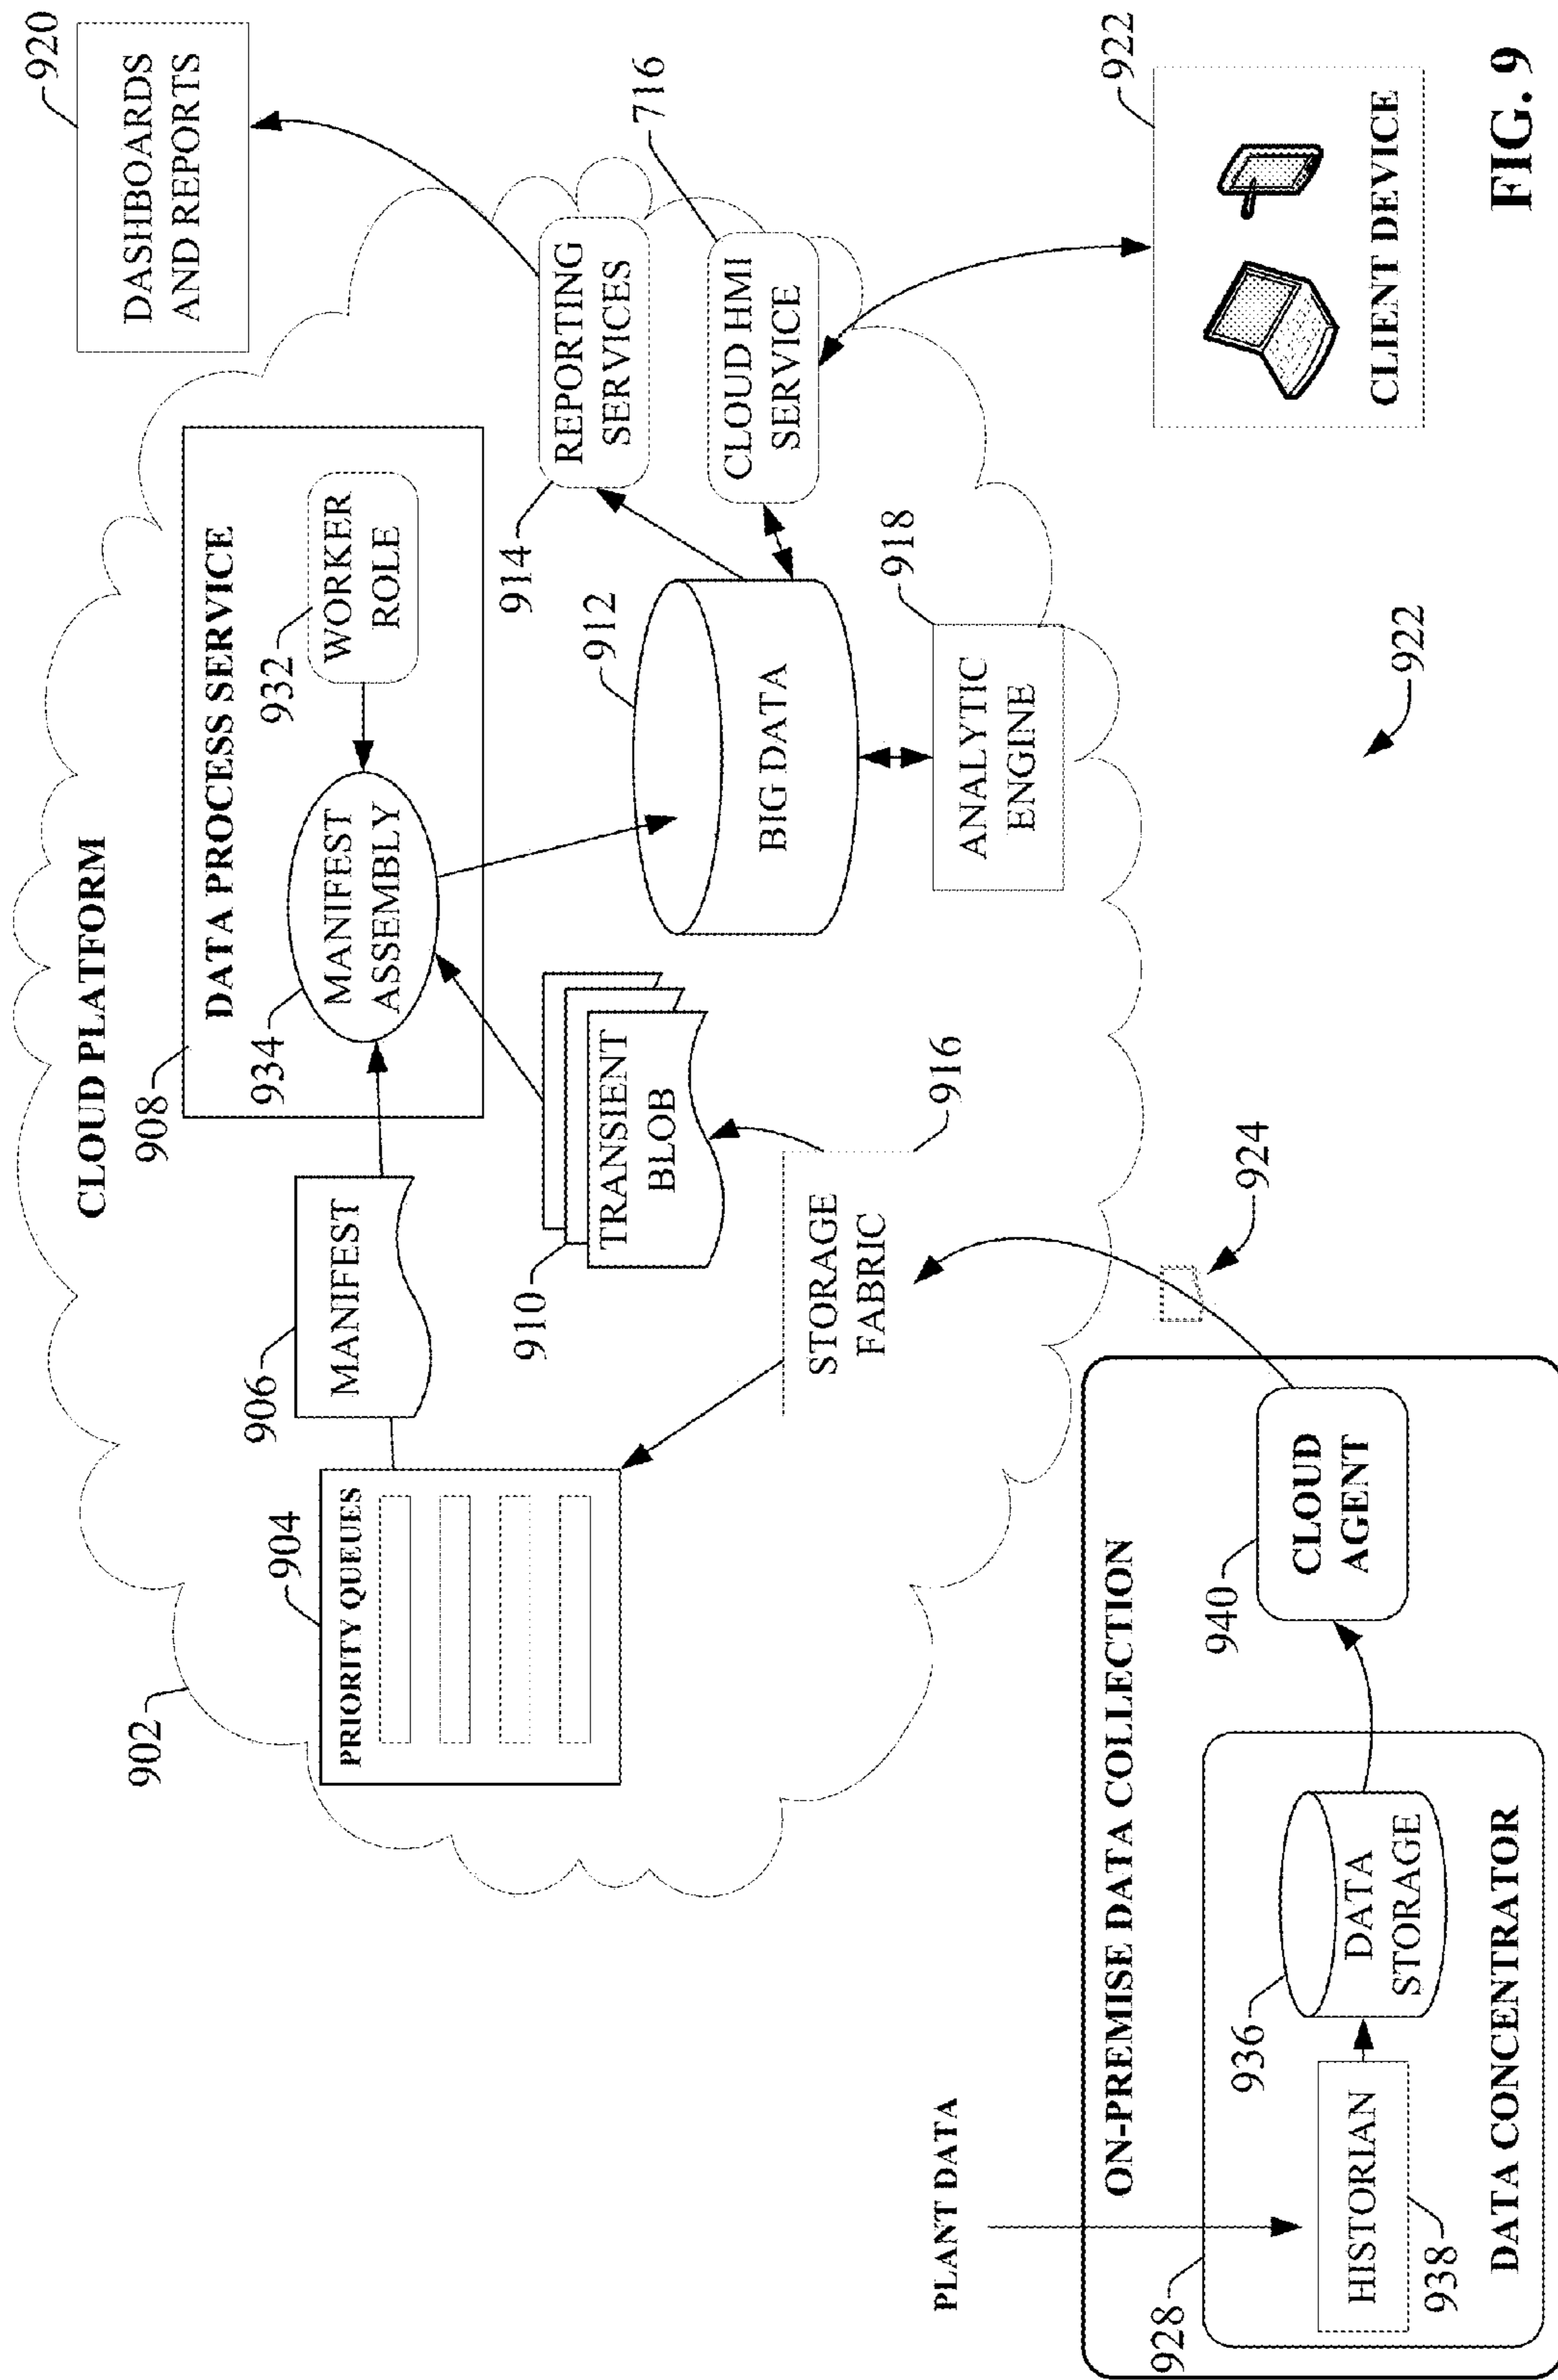 902
CLOUD PLATFORM
920
DASHBOARDS
AND REPORTS
904
PRIORITY QUEUES
906
MANIFEST
908
DATA PROCESS SERVICE
934
MANIFEST
ASSEMBLY
932
WORKER
ROLE
910
TRANSIENT
BLOB
914
REPORTING
SERVICES
912
BIG DATA
716
CLOUD HMI
SERVICE
STORAGE
FABRIC
916
918
ANALYTIC
ENGINE
PLANT DATA
924
922
ON-PREMISE DATA COLLECTION
928
HISTORIAN
938
936
DATA
STORAGE
DATA CONCENTRATOR
940
CLOUD
AGENT
922
CLIENT DEVICE
FIG. 9